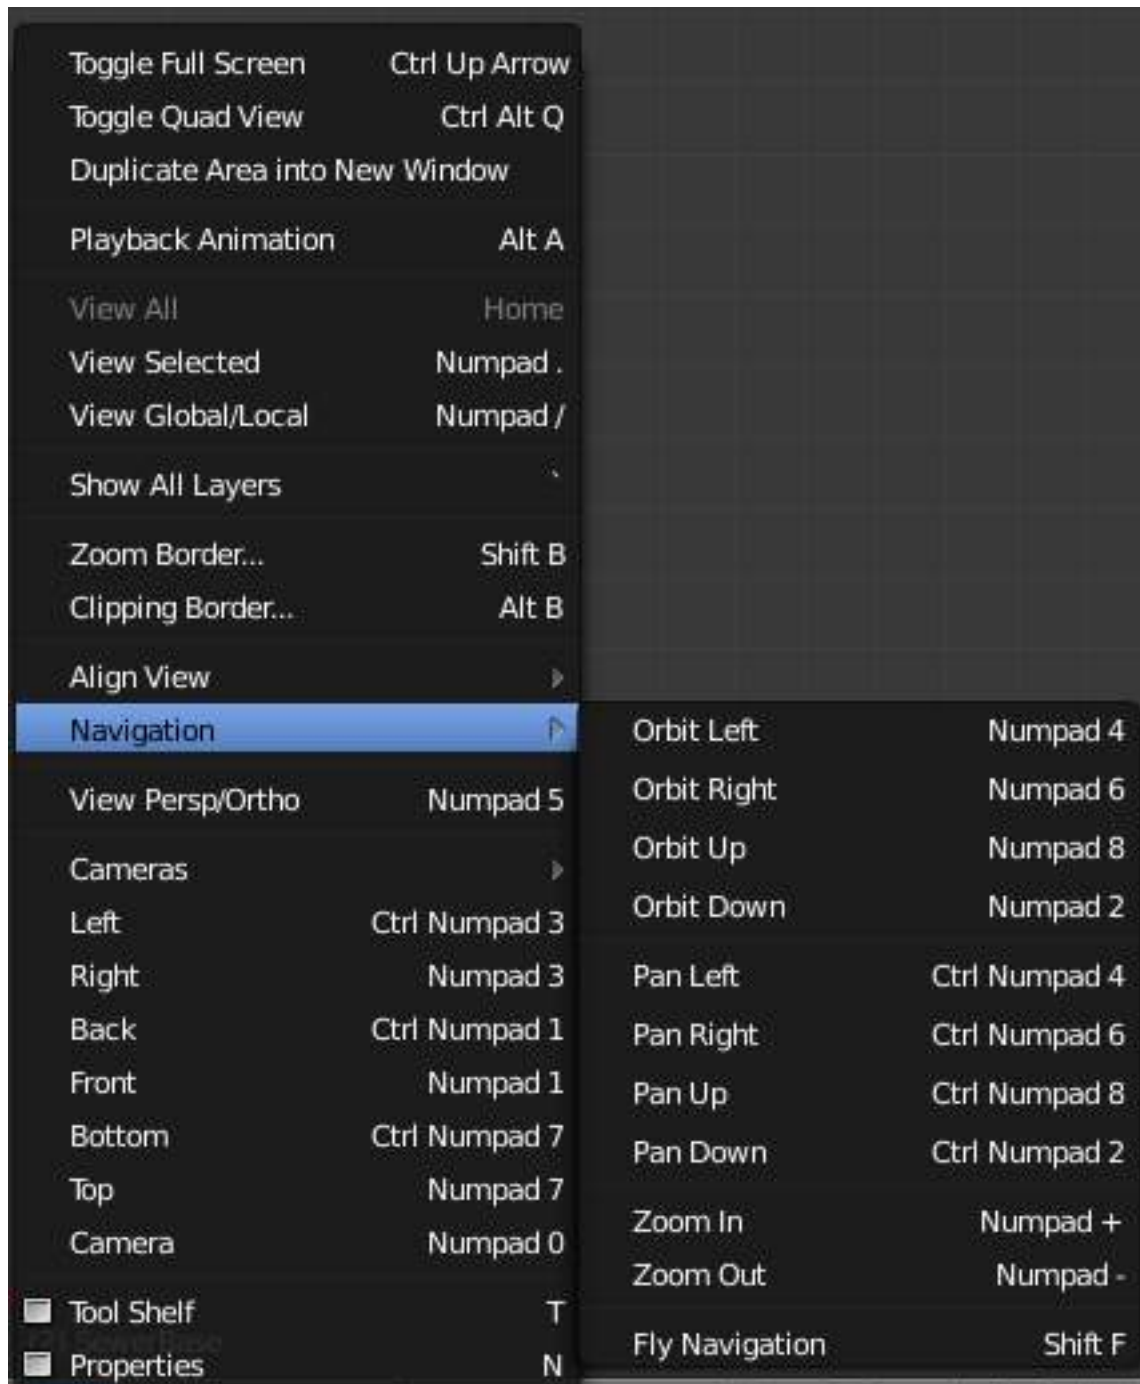 Toggle Full Screen Ctrl Up Arrow
Toggle Quad View Ctrl Alt Q
Duplicate Area into New Window
Playback Animation Alt A
View All Home
View Selected Numpad .
View Global/Local Numpad /
Show All Layers `
Zoom Border... Shift B
Clipping Border... Alt B
Align View
Navigation
View Persp/Ortho Numpad 5
Cameras
Left Ctrl Numpad 3
Right Numpad 3
Back Ctrl Numpad 1
Front Numpad 1
Bottom Ctrl Numpad 7
Top Numpad 7
Camera Numpad 0
Tool Shelf T
Properties N
Orbit Left Numpad 4
Orbit Right Numpad 6
Orbit Up Numpad 8
Orbit Down Numpad 2
Pan Left Ctrl Numpad 4
Pan Right Ctrl Numpad 6
Pan Up Ctrl Numpad 8
Pan Down Ctrl Numpad 2
Zoom In Numpad +
Zoom Out Numpad -
Fly Navigation Shift F